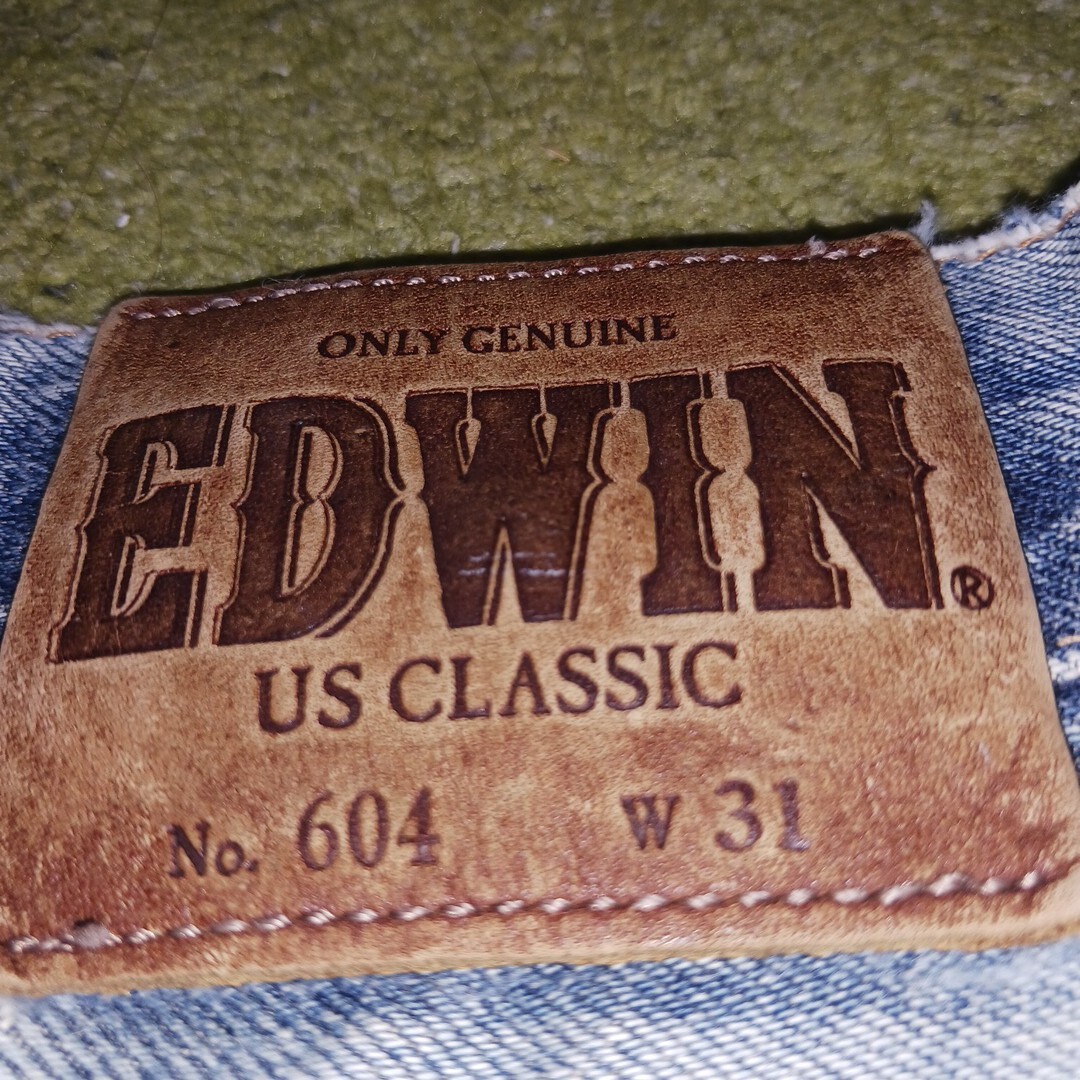 ONLY GENUINE
EDWIN®
US CLASSIC
No. 604 W 31